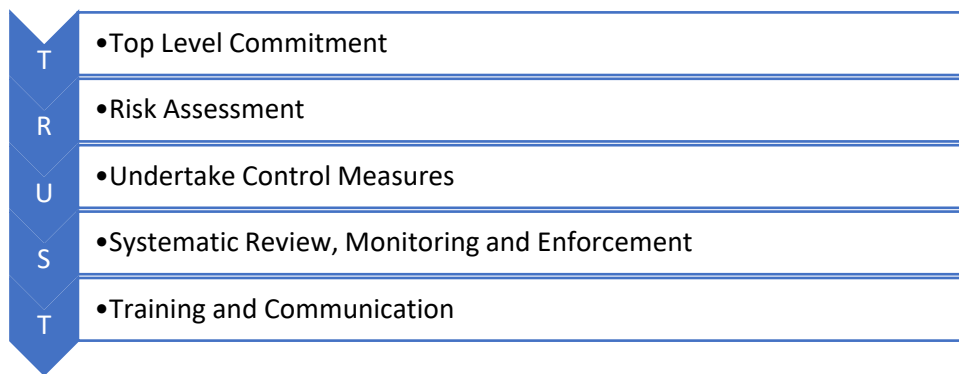 T •Top Level Commitment
R •Risk Assessment
U •Undertake Control Measures
S •Systematic Review, Monitoring and Enforcement
T •Training and Communication